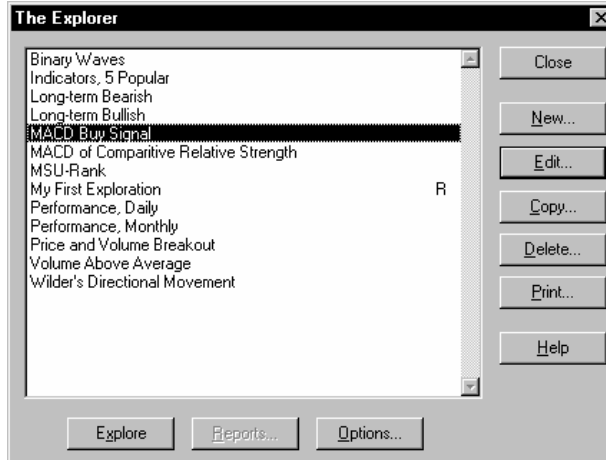 The Explorer
Binary Waves
Indicators, 5 Popular
Long-term Bearish
Long-term Bullish
MACD Buy Signal
MACD of Comparitive Relative Strength
MSU-Rank
My First Exploration R
Performance, Daily
Performance, Monthly
Price and Volume Breakout
Volume Above Average
Wilder's Directional Movement
Close
New...
Edit...
Copy...
Delete...
Print...
Help
Explore Reports... Options...